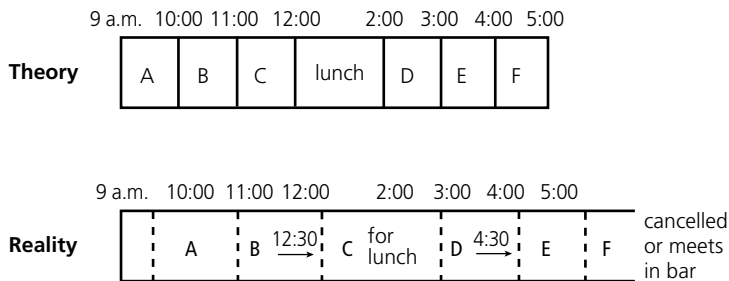 9 a.m. 10:00 11:00 12:00 2:00 3:00 4:00 5:00
Theory A B C lunch D E F
9 a.m. 10:00 11:00 12:00 2:00 3:00 4:00 5:00
Reality A B 12:30 C for lunch D 4:30 E F
cancelled
or meets
in bar